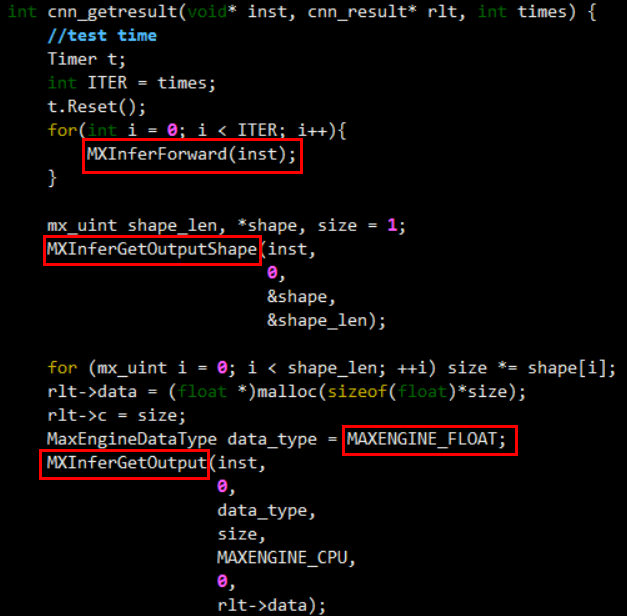 int cnn_getresult(void* inst, cnn_result* rlt, int times) {
    //test time
    Timer t;
    int ITER = times;
    t.Reset();
    for(int i = 0; i < ITER; i++){
        MXInferForward(inst);
    }
    mx_uint shape_len, *shape, size = 1;
    MXInferGetOutputShape(inst,
                          0,
                          &shape,
                          &shape_len);
    for (mx_uint i = 0; i < shape_len; ++i) size *= shape[i];
    rlt->data = (float *)malloc(sizeof(float)*size);
    rlt->c = size;
    MaxEngineDataType data_type = MAXENGINE_FLOAT;
    MXInferGetOutput(inst,
                     0,
                     data_type,
                     size,
                     MAXENGINE_CPU,
                     0,
                     rlt->data);